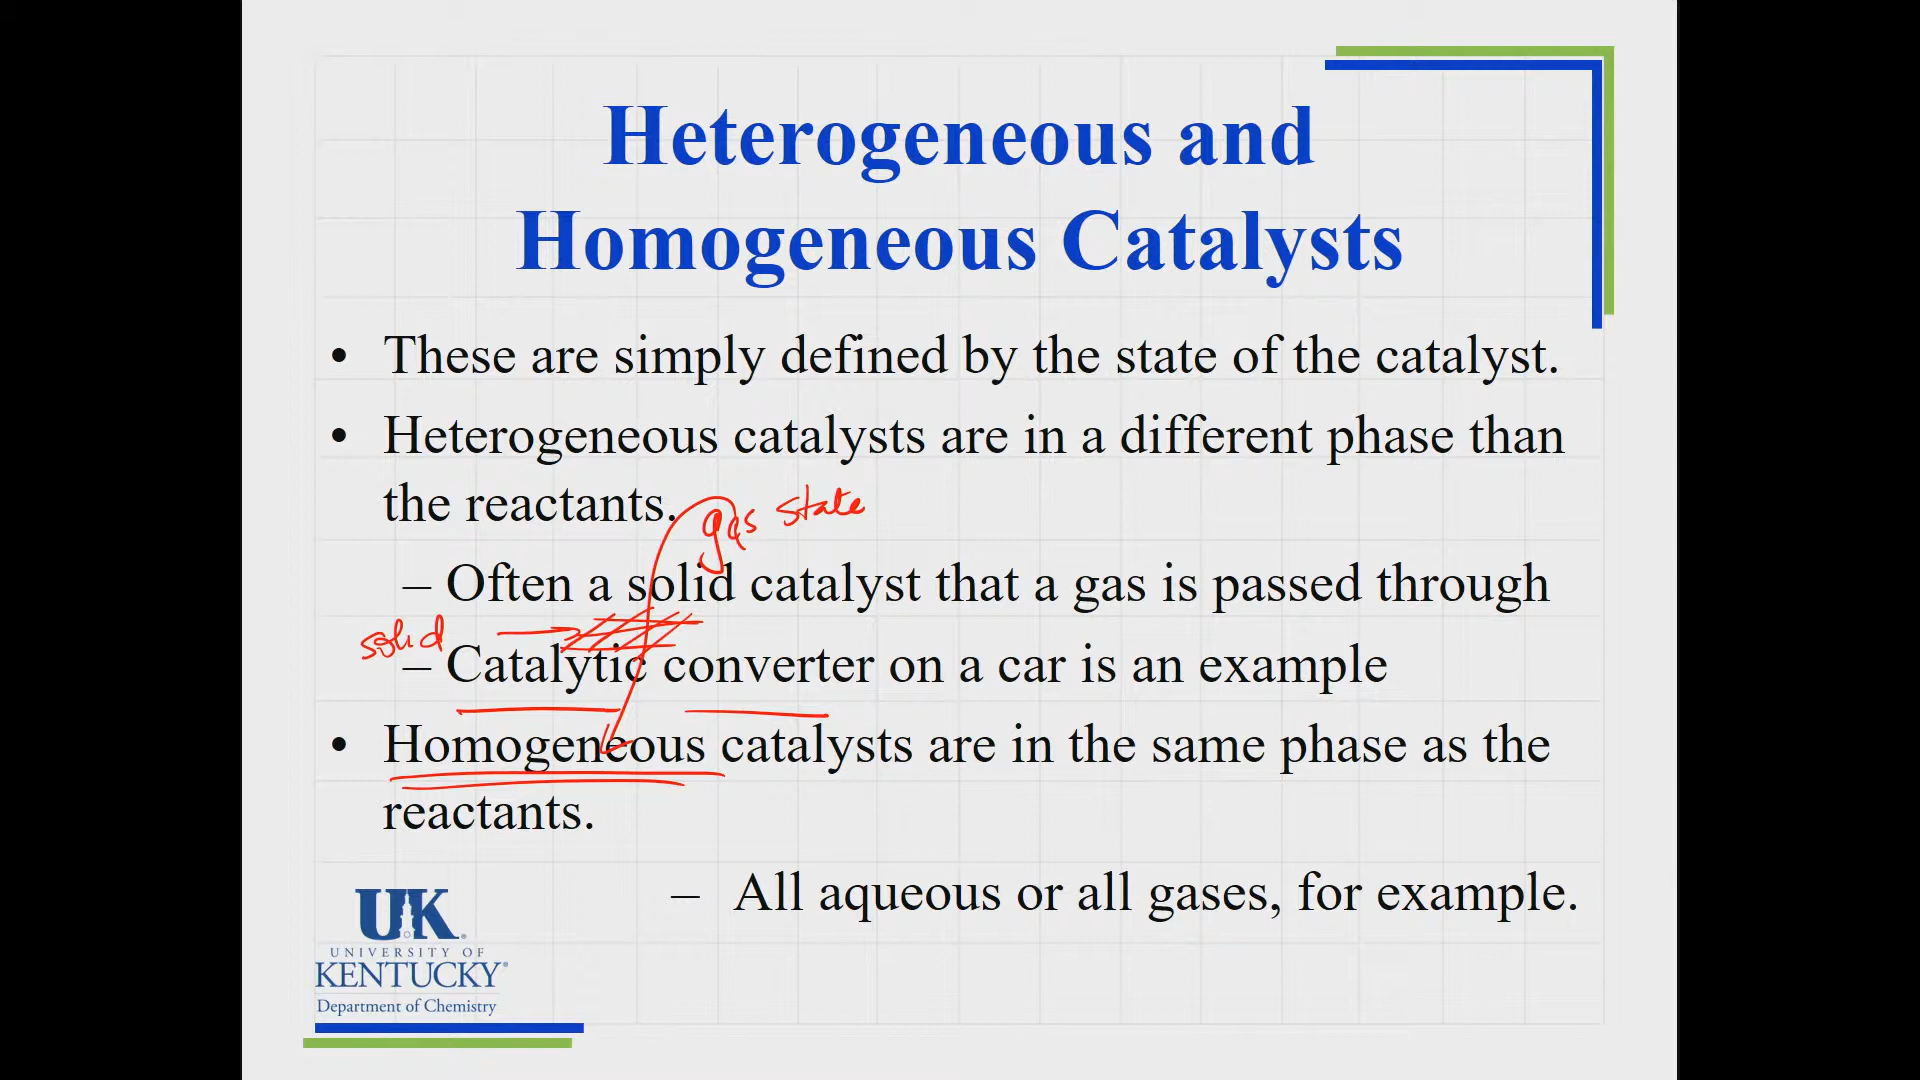 Heterogeneous and
Homogeneous Catalysts
• These are simply defined by the state of the catalyst.
• Heterogeneous catalysts are in a different phase than
the reactants.
gas state
– Often a solid catalyst that a gas is passed through
solid
– Catalytic converter on a car is an example
• Homogeneous catalysts are in the same phase as the
reactants.
– All aqueous or all gases, for example.
UK®
UNIVERSITY OF
KENTUCKY®
Department of Chemistry